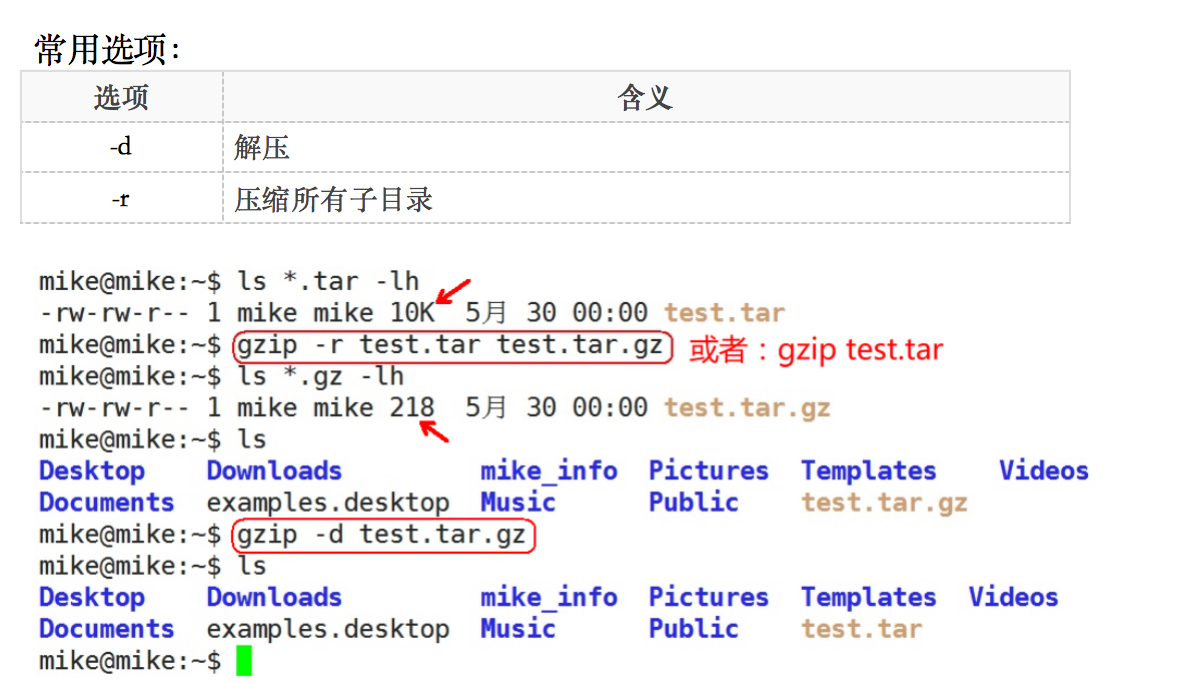 常用选项：
选项 含义
-d 解压
-r 压缩所有子目录
mike@mike:~$ ls *.tar -lh
-rw-rw-r-- 1 mike mike 10K 5月 30 00:00 test.tar
mike@mike:~$ gzip -r test.tar test.tar.gz 或者：gzip test.tar
mike@mike:~$ ls *.gz -lh
-rw-rw-r-- 1 mike mike 218 5月 30 00:00 test.tar.gz
mike@mike:~$ ls
Desktop Downloads mike_info Pictures Templates Videos
Documents examples.desktop Music Public test.tar.gz
mike@mike:~$ gzip -d test.tar.gz
mike@mike:~$ ls
Desktop Downloads mike_info Pictures Templates Videos
Documents examples.desktop Music Public test.tar
mike@mike:~$